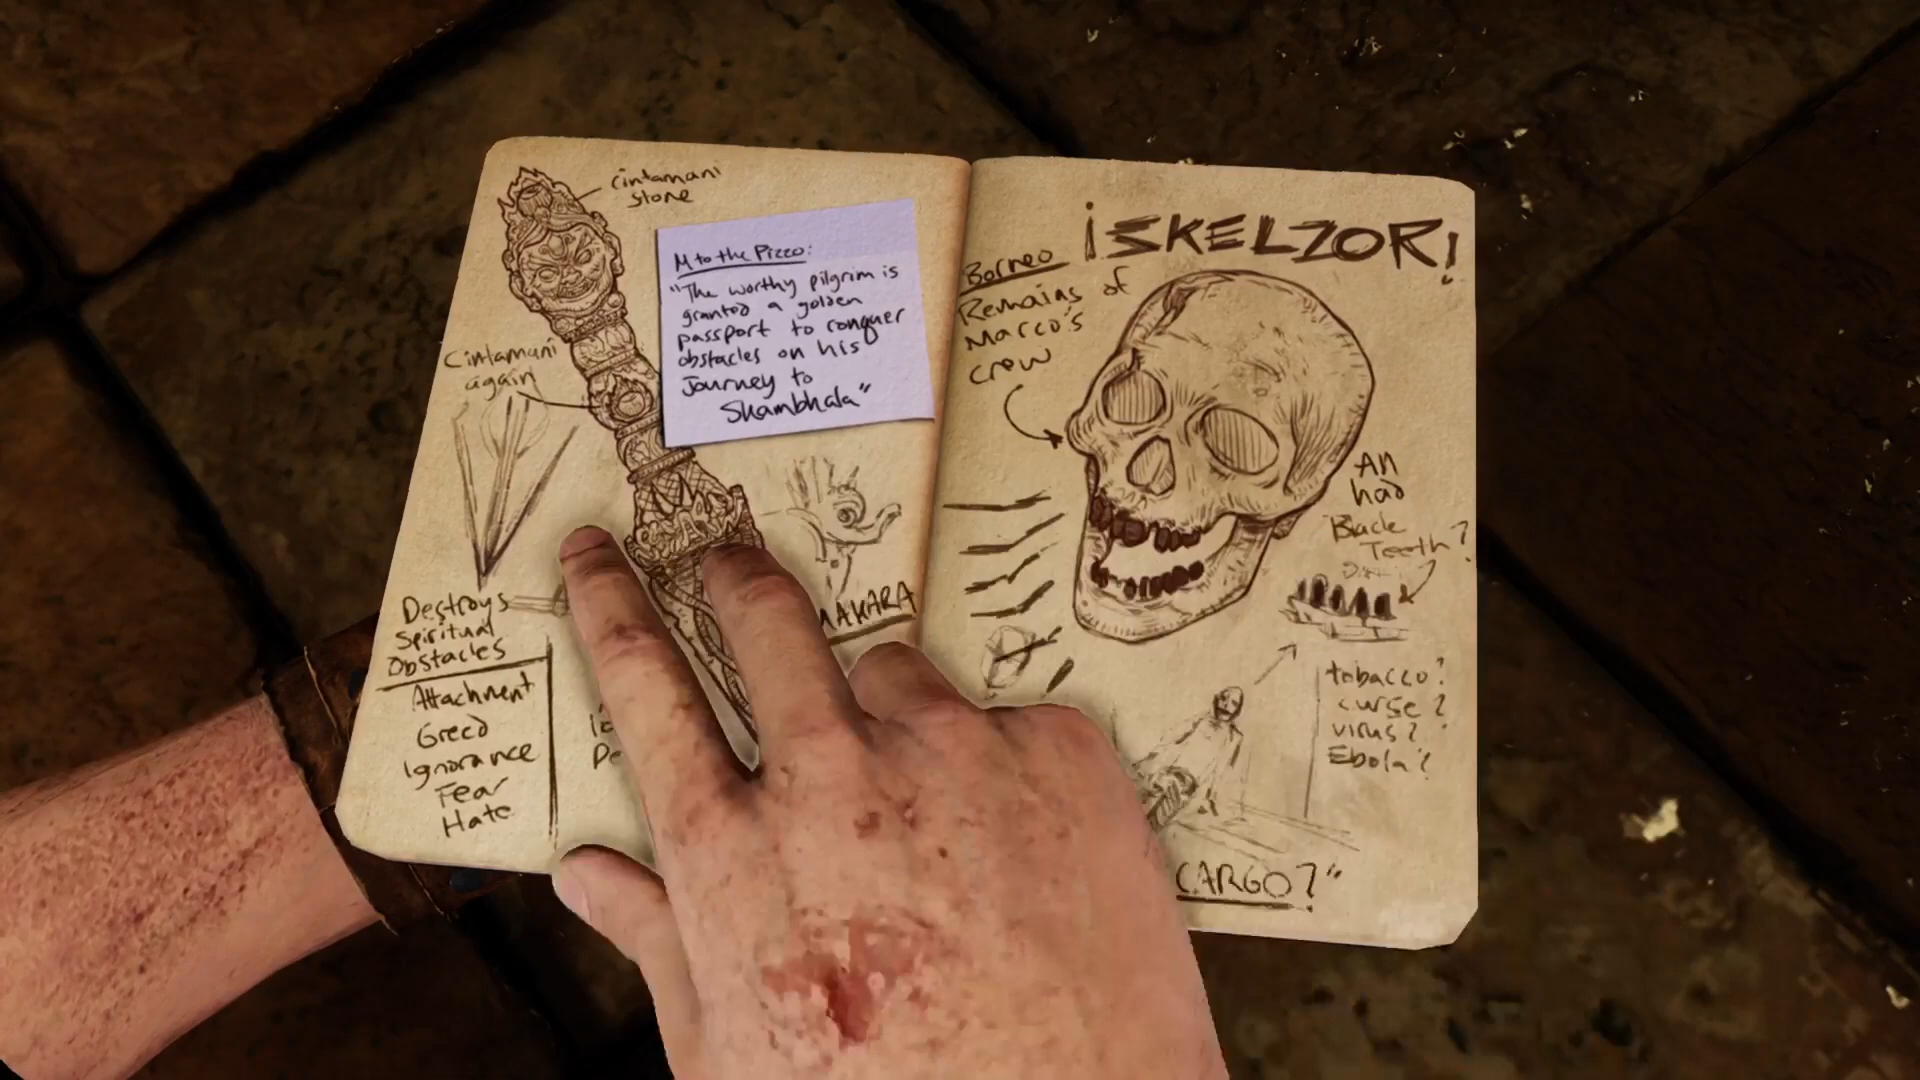 cintamani
stone
M to the Pizzo:
"The worthy pilgrim is
granted a golden
passport to conquer
obstacles on his
Journey to
Shambhala"
Cintamani
again
MAKARA
Destroys
Spiritual
Obstacles
Attachment
Greed
Ignorance
Fear
Hate
¡SKELZOR!
Borneo
Remains of
Marco's
crew
All
had
Black
Teeth?
tobacco?
curse?
virus?
Ebola?
CARGO?"